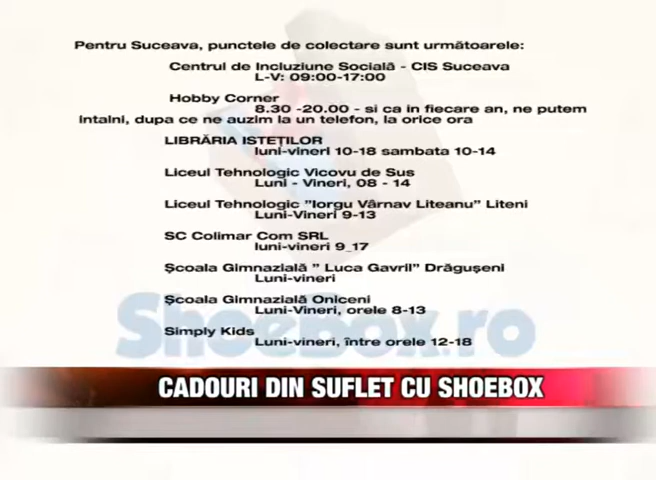 Pentru Suceava, punctele de colectare sunt următoarele:
Centrul de Incluziune Socială - CIS Suceava
L-V: 09:00-17:00
Hobby Corner
8.30 -20.00 - si ca in fiecare an, ne putem
intalni, dupa ce ne auzim la un telefon, la orice ora
LIBRĂRIA ISTEȚILOR
luni-vineri 10-18 sambata 10-14
Liceul Tehnologic Vicovu de Sus
Luni - Vineri, 08 - 14
Liceul Tehnologic "Iorgu Vârnav Liteanu" Liteni
Luni-Vineri 9-13
SC Colimar Com SRL
luni-vineri 9_17
Școala Gimnazială " Luca Gavril" Drăgușeni
Luni-vineri
Școala Gimnazială Oniceni
Luni-Vineri, orele 8-13
Simply Kids
Luni-vineri, între orele 12-18
ShoeBox.ro
CADOURI DIN SUFLET CU SHOEBOX